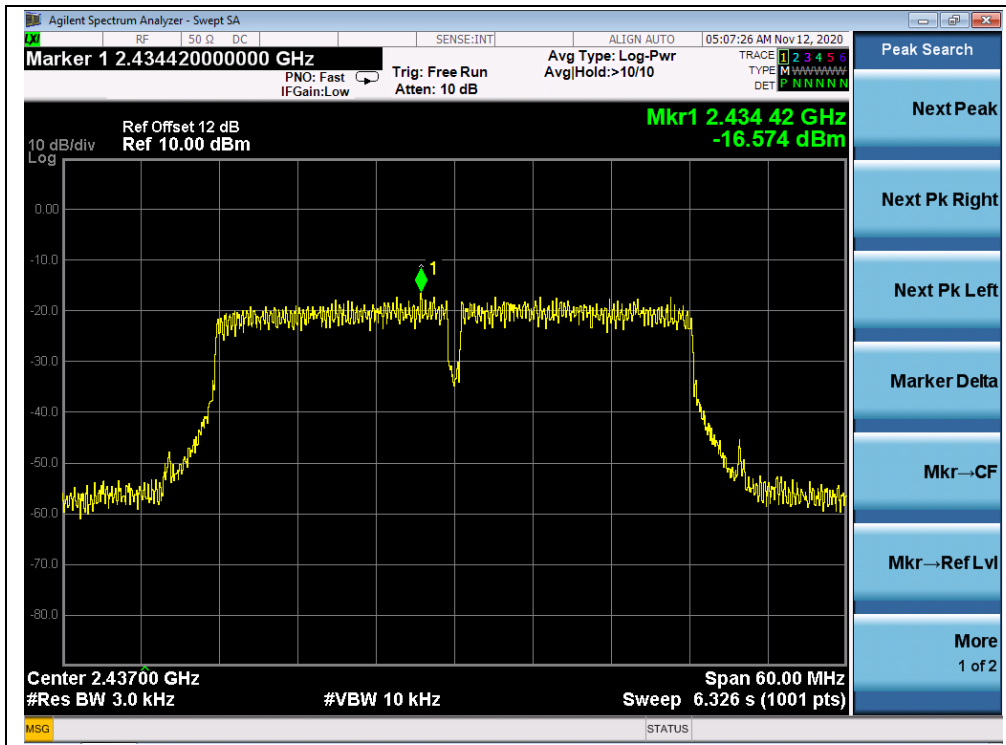 Agilent Spectrum Analyzer - Swept SA
LXI RF 50 Ω DC SENSE:INT ALIGN AUTO 05:07:26 AM Nov 12, 2020
Marker 1 2.434420000000 GHz
PNO: Fast
IFGain:Low
Trig: Free Run
Atten: 10 dB
Avg Type: Log-Pwr
Avg|Hold:>10/10
TRACE 1 2 3 4 5 6
TYPE M WWWWW
DET P N N N N N
Mkr1 2.434 42 GHz
-16.574 dBm
Ref Offset 12 dB
10 dB/div Ref 10.00 dBm
Log
0.00
-10.0
1
-20.0
-30.0
-40.0
-50.0
-60.0
-70.0
-80.0
Center 2.43700 GHz Span 60.00 MHz
#Res BW 3.0 kHz #VBW 10 kHz Sweep 6.326 s (1001 pts)
MSG STATUS
Peak Search
Next Peak
Next Pk Right
Next Pk Left
Marker Delta
Mkr→CF
Mkr→Ref Lvl
More
1 of 2